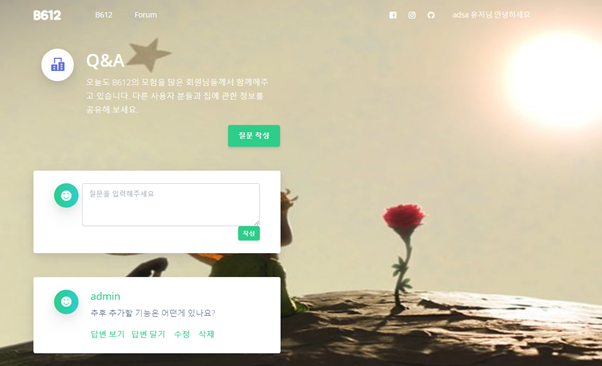 B612 B612 Forum adsa 유저님 안녕하세요
Q&A
오늘도 B612의 모험을 많은 회원님들께서 함께해주
고 있습니다. 다른 사용자 분들과 집에 관한 정보를
공유해 보세요.
질문 작성
질문을 입력해주세요
작성
admin
추후 추가할 기능은 어떤게 있나요?
답변 보기 답변 달기 수정 삭제